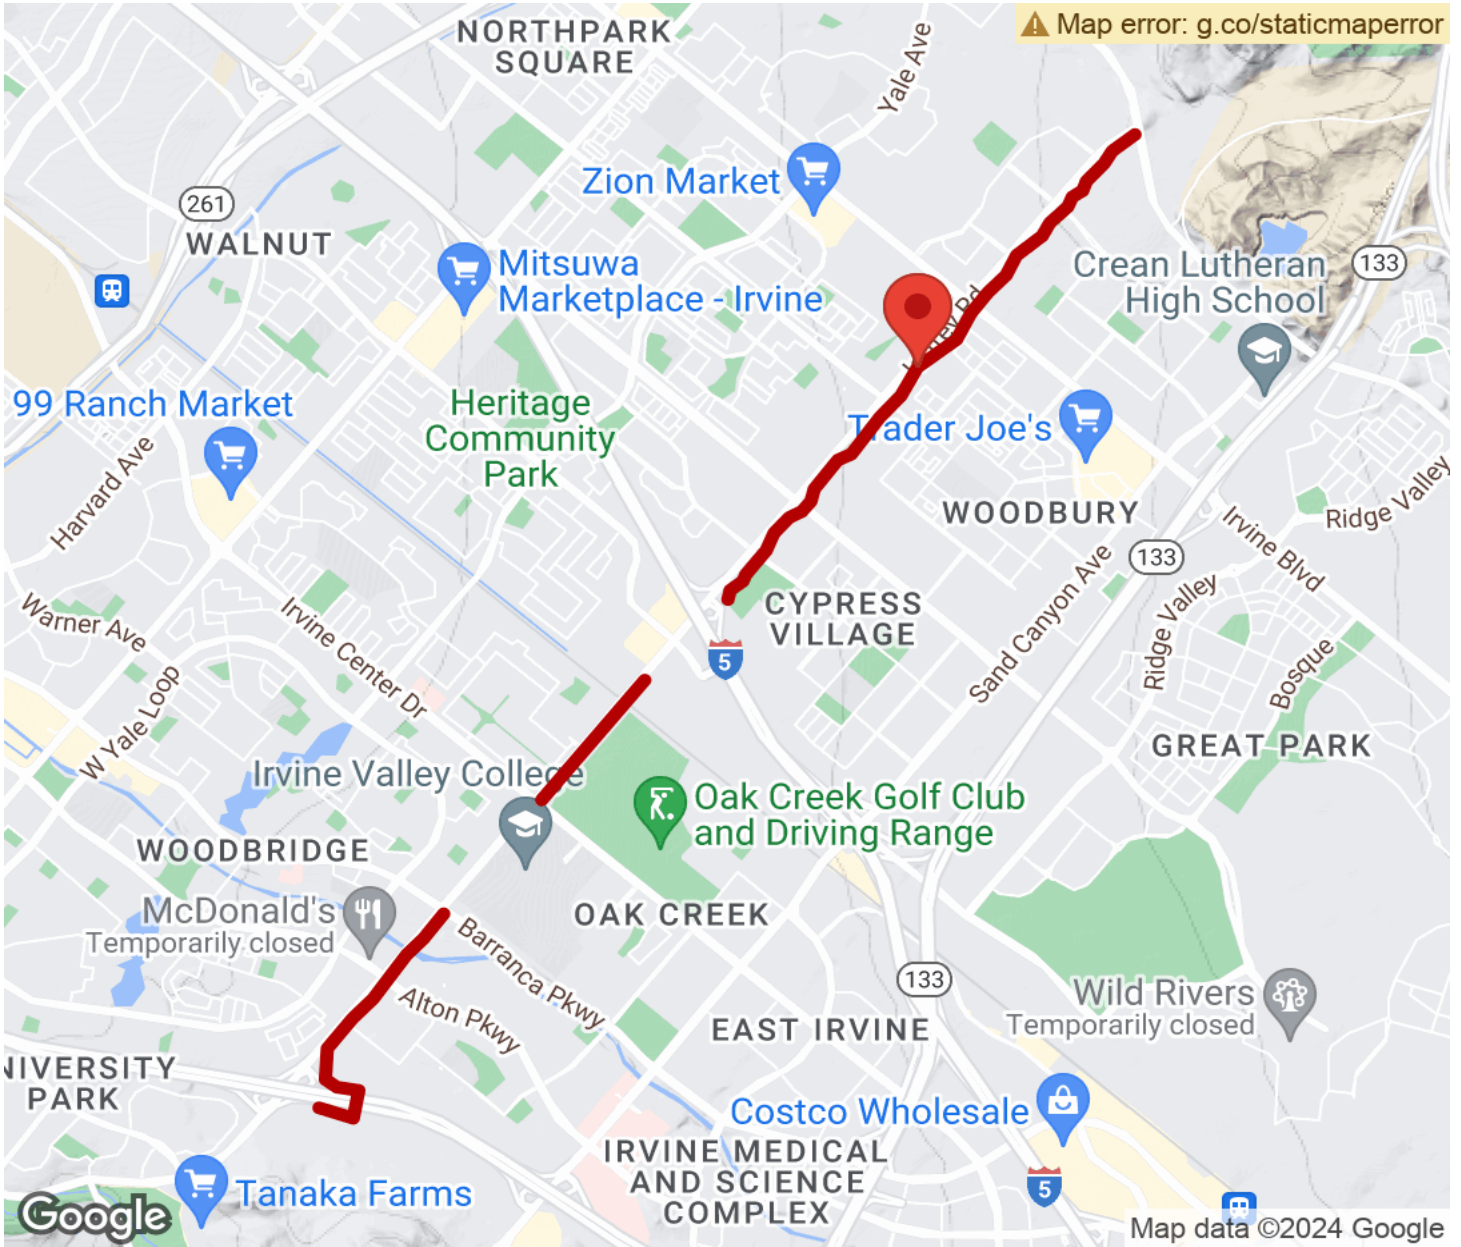 Map error: g.co/staticmaperror
NORTHPARK
SQUARE
Yale Ave
Zion Market
261
WALNUT
Mitsuwa
Marketplace - Irvine
133
Crean Lutheran
High School
99 Ranch Market
Heritage
Community
Park
Trader Joe's
Harvard Ave
WOODBURY
Ridge Valley
Irvine Blvd
133
Sand Canyon Ave
Ridge Valley
Warner Ave
Irvine Center Dr
CYPRESS
VILLAGE
5
Bosque
W Yale Loop
GREAT PARK
Irvine Valley College
Oak Creek Golf Club
and Driving Range
WOODBRIDGE
McDonald's
Temporarily closed
OAK CREEK
Barranca Pkwy
133
Alton Pkwy
Wild Rivers
Temporarily closed
EAST IRVINE
NIVERSITY
PARK
Costco Wholesale
IRVINE MEDICAL
AND SCIENCE
COMPLEX
5
Tanaka Farms
Google
Map data ©2024 Google